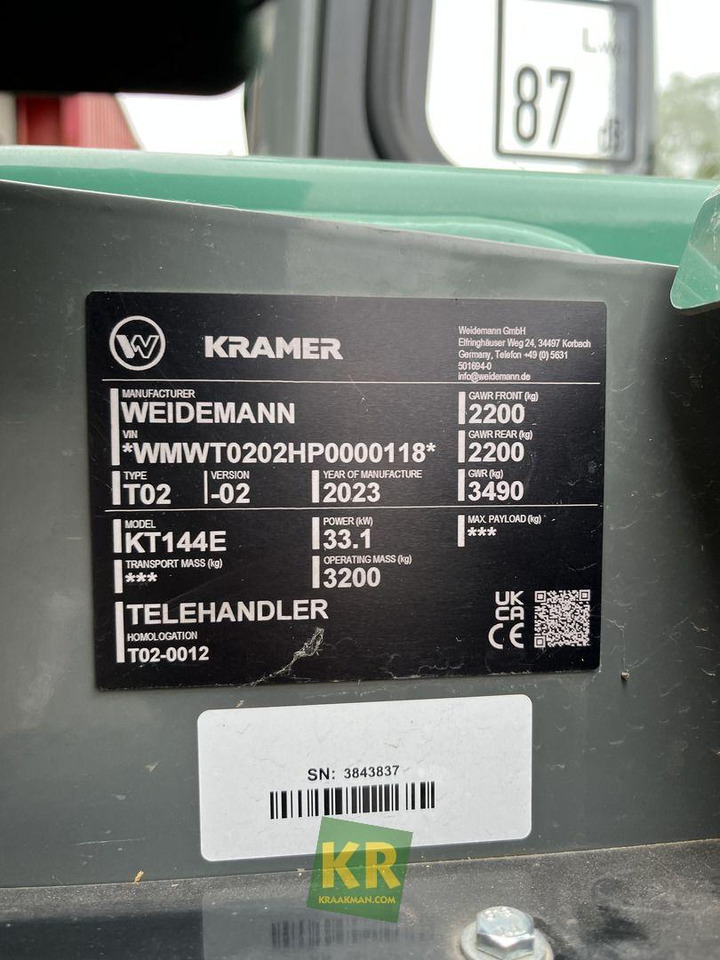 LWA
87
dB
W
KRAMER
Weidemann GmbH
Elfringhäuser Weg 24, 34497 Korbach
Germany, Telefon +49 (0) 5631
501694-0
info@weidemann.de
MANUFACTURER
WEIDEMANN
VIN
*WMWT0202HP0000118*
TYPE
T02
VERSION
-02
YEAR OF MANUFACTURE
2023
GAWR FRONT (kg)
2200
GAWR REAR (kg)
2200
GWR (kg)
3490
MODEL
KT144E
POWER (kW)
33.1
MAX. PAYLOAD (kg)
***
TRANSPORT MASS (kg)
***
OPERATING MASS (kg)
3200
TELEHANDLER
HOMOLOGATION
T02-0012
UK
CA
CE
SN: 3843837
KR
KRAAKMAN.COM